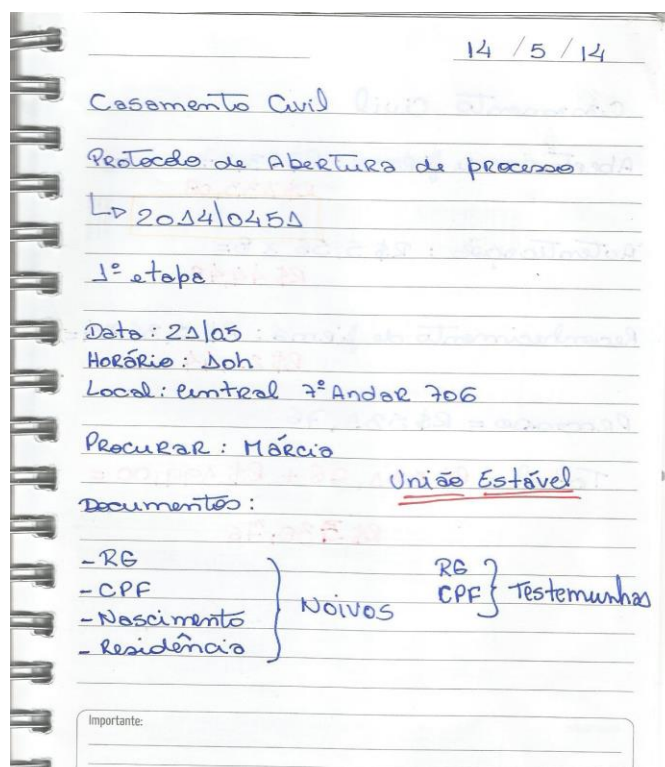 14 / 5 / 14
Casamento Civil
Protocolo de Abertura de processo
↳ 2014/0451
1ª etapa
Data: 21/05
Horário: 10h
Local: Central 7º Andar 706
Procurar: Márcia
União Estável
Documentos:
- RG
- CPF
- Nascimento
- Residência
Noivos
RG
CPF
Testemunhas
Importante: